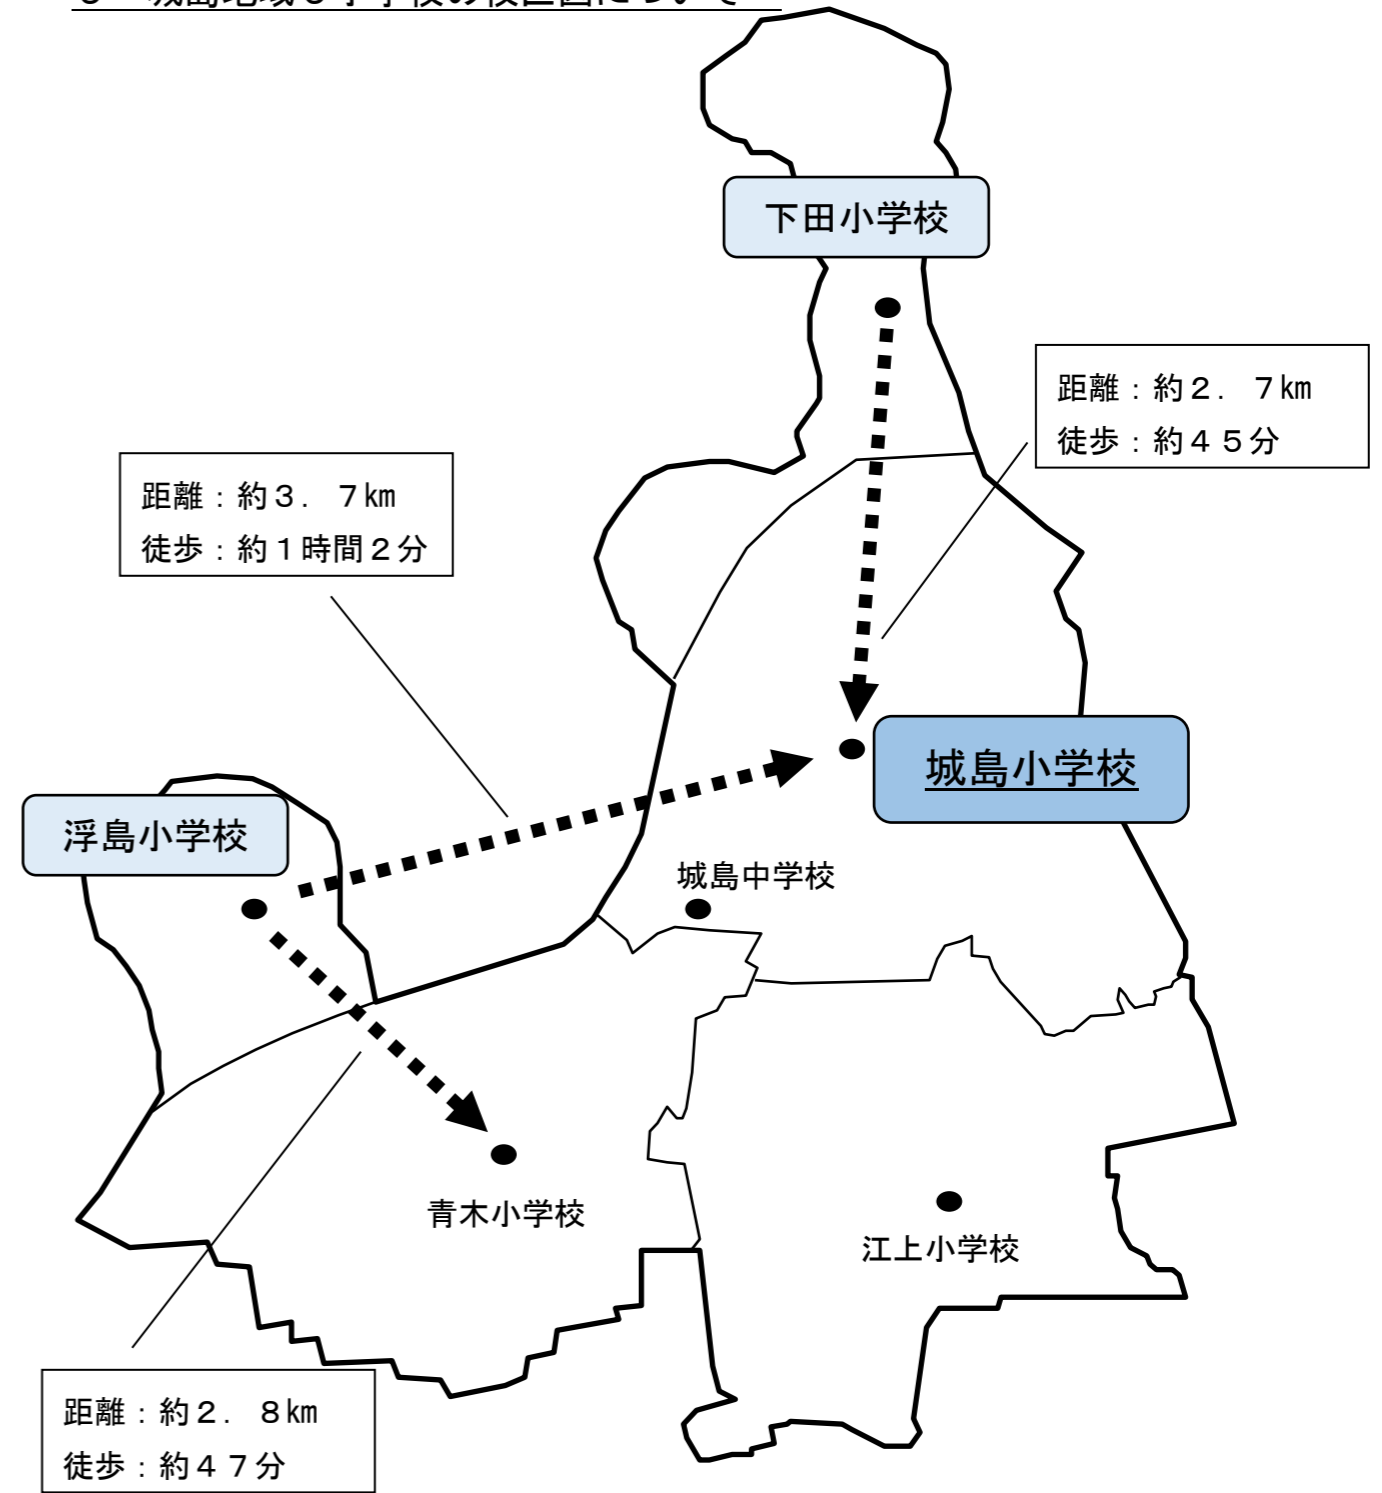 下田小学校
距離：約２．７㎞
徒歩：約４５分
距離：約３．７㎞
徒歩：約１時間２分
城島小学校
浮島小学校
城島中学校
青木小学校
江上小学校
距離：約２．８㎞
徒歩：約４７分